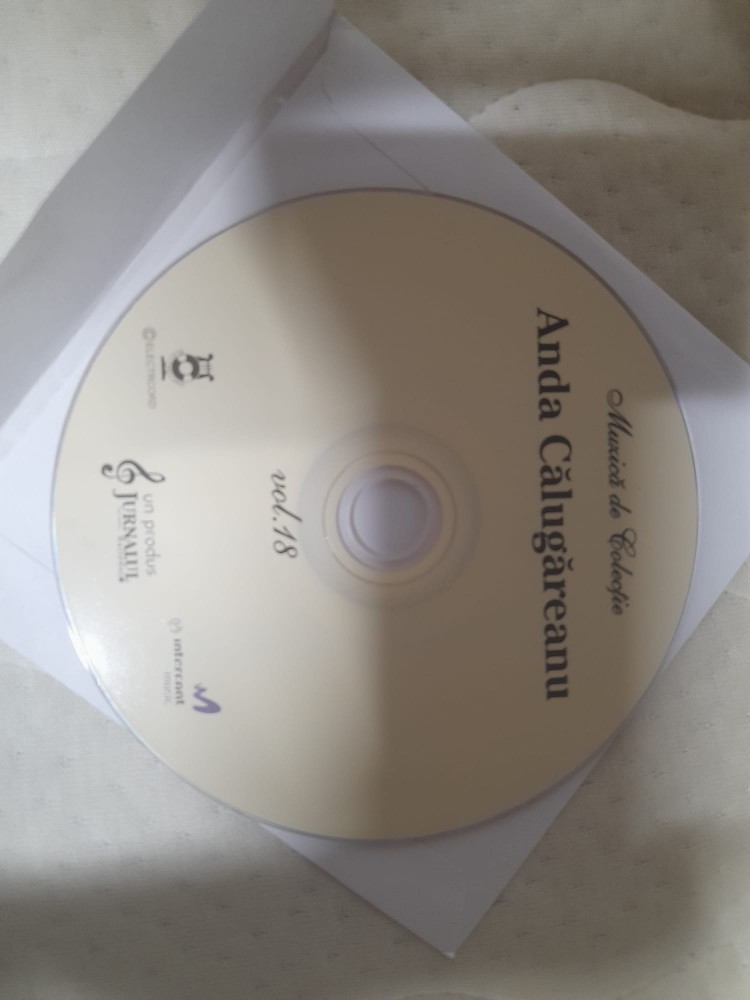 Muzică de Colecție
Anda Călugăreanu
vol.18
©ELECTRECORD
un produs
JURNALUL
intercont
music